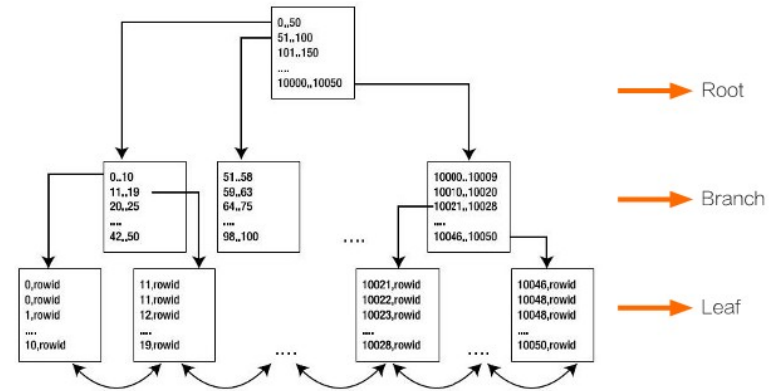 0,,50
51,,100
101,,150
....
10000,,10050
Root
0,,10
11,,19
20,,25
....
42,,50
51,,58
59,,63
64,,75
....
98,,100
....
10000,,10009
10010,,10020
10021,,10028
....
10046,,10050
Branch
0,rowid
0,rowid
1,rowid
....
10,rowid
11,rowid
11,rowid
12,rowid
....
19,rowid
....
10021,rowid
10022,rowid
10023,rowid
....
10028,rowid
....
10046,rowid
10048,rowid
10048,rowid
....
10050,rowid
Leaf